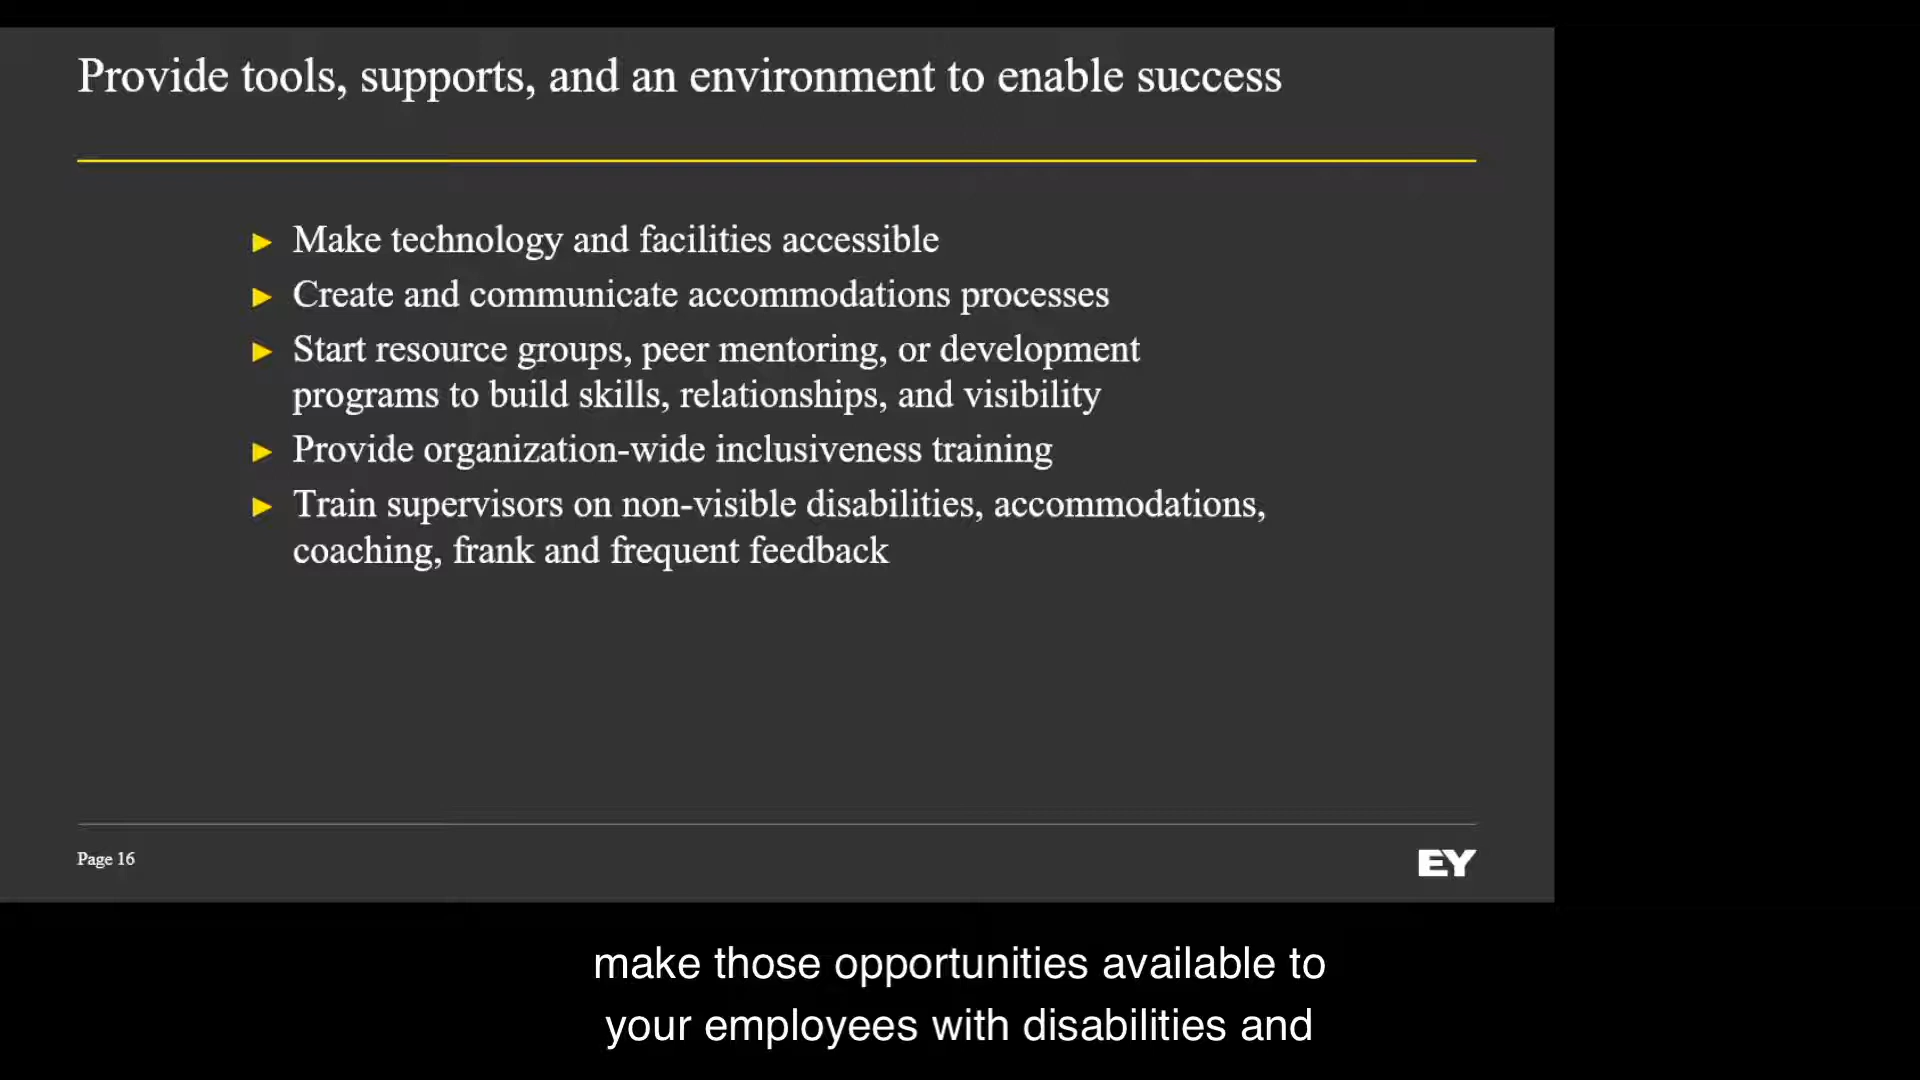 Provide tools, supports, and an environment to enable success
► Make technology and facilities accessible
► Create and communicate accommodations processes
► Start resource groups, peer mentoring, or development
programs to build skills, relationships, and visibility
► Provide organization-wide inclusiveness training
► Train supervisors on non-visible disabilities, accommodations,
coaching, frank and frequent feedback
Page 16
EY
make those opportunities available to
your employees with disabilities and